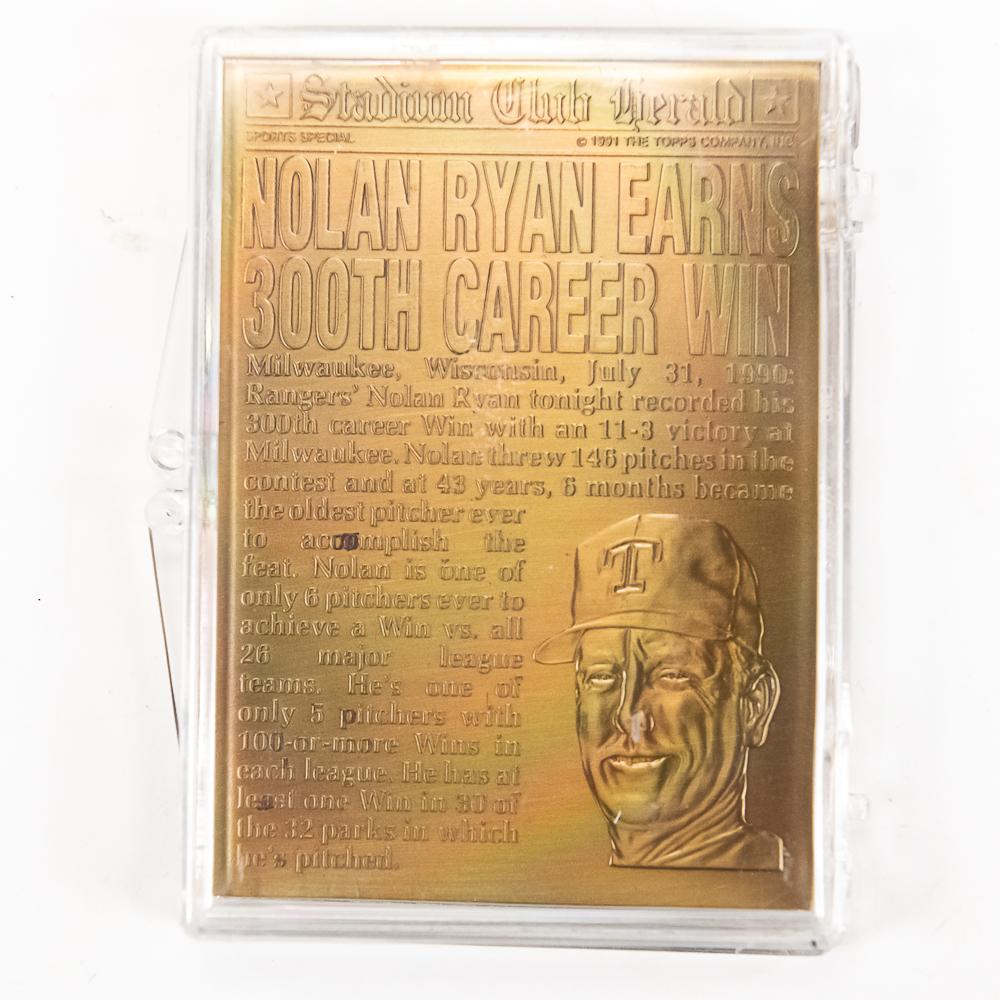 Stadium Club Herald
SPORTS SPECIAL © 1991 THE TOPPS COMPANY, INC
NOLAN RYAN EARNS
300TH CAREER WIN
Milwaukee, Wisconsin, July 31, 1990:
Rangers' Nolan Ryan tonight recorded his
300th career Win with an 11-3 victory at
Milwaukee. Nolan threw 146 pitches in the
contest and at 43 years, 6 months became
the oldest pitcher ever
to accomplish the
feat. Nolan is one of
only 6 pitchers ever to
achieve a Win vs. all
26 major league
teams. He's one of
only 5 pitchers with
100-or-more Wins in
each league. He has at
least one Win in 30 of
the 32 parks in which
he's pitched.
T